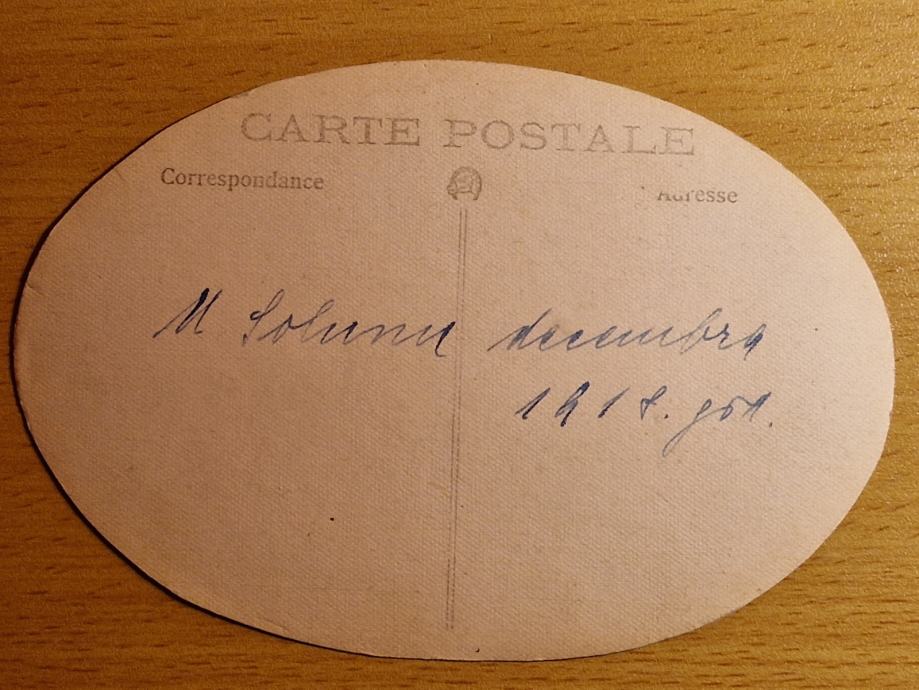 CARTE POSTALE
Correspondance
Adresse
U Solunu decembra
1918. god.